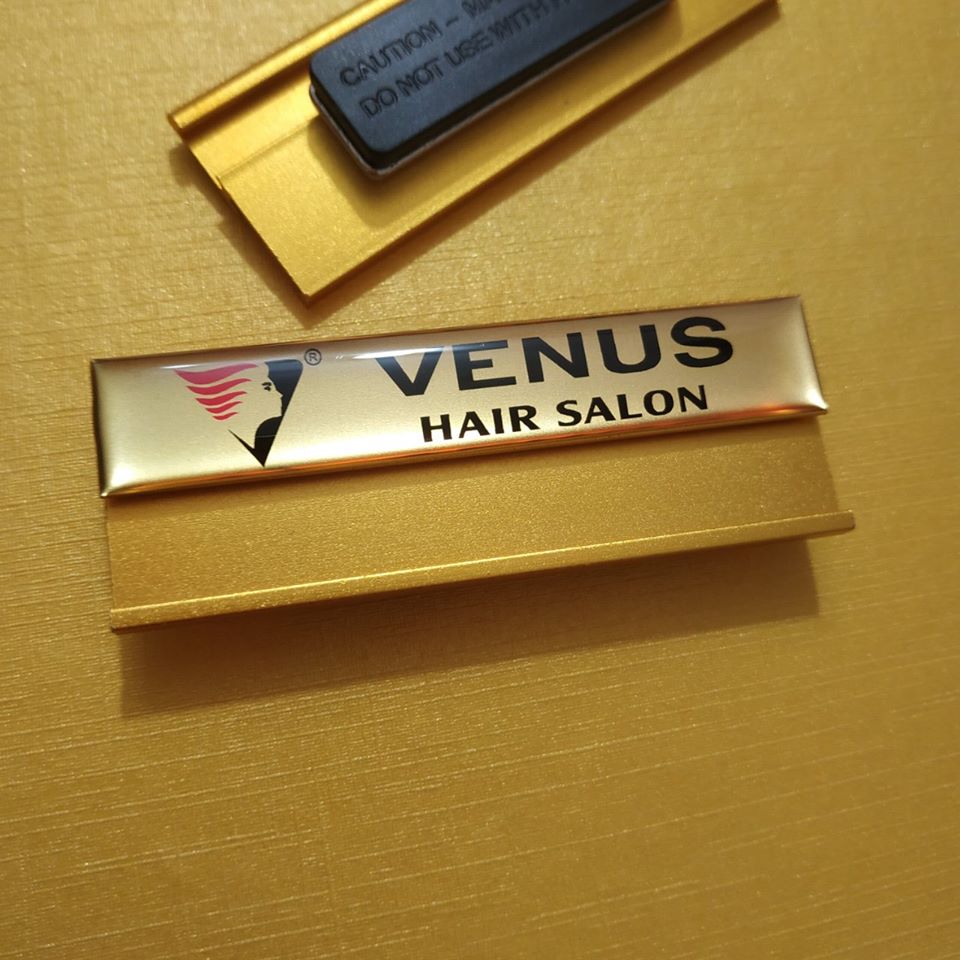 CAUTION -
DO NOT USE WITH
®
VENUS
HAIR SALON